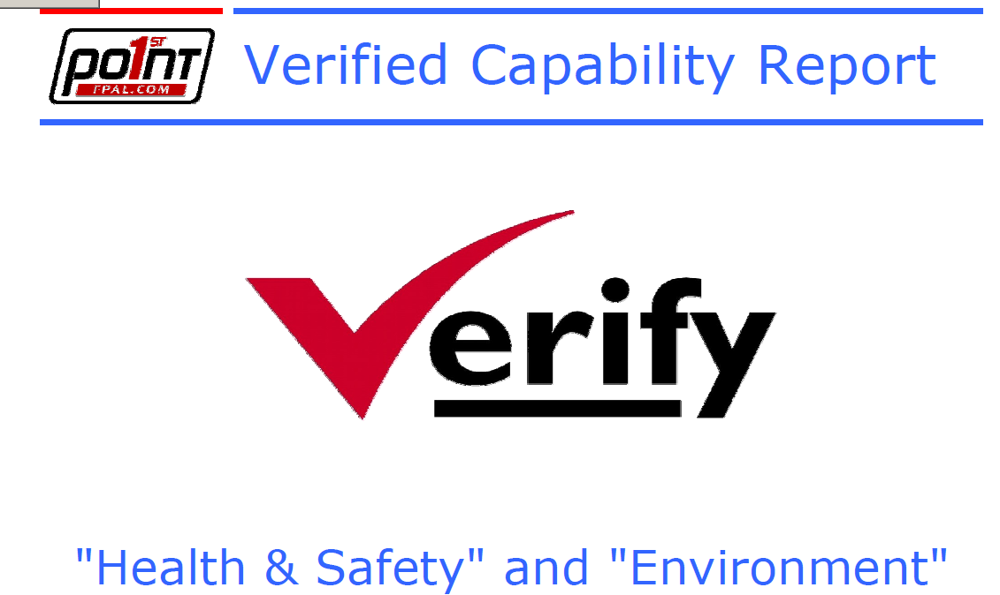 1ST
po1nt
FPAL.COM
Verified Capability Report
Verify
"Health & Safety" and "Environment"